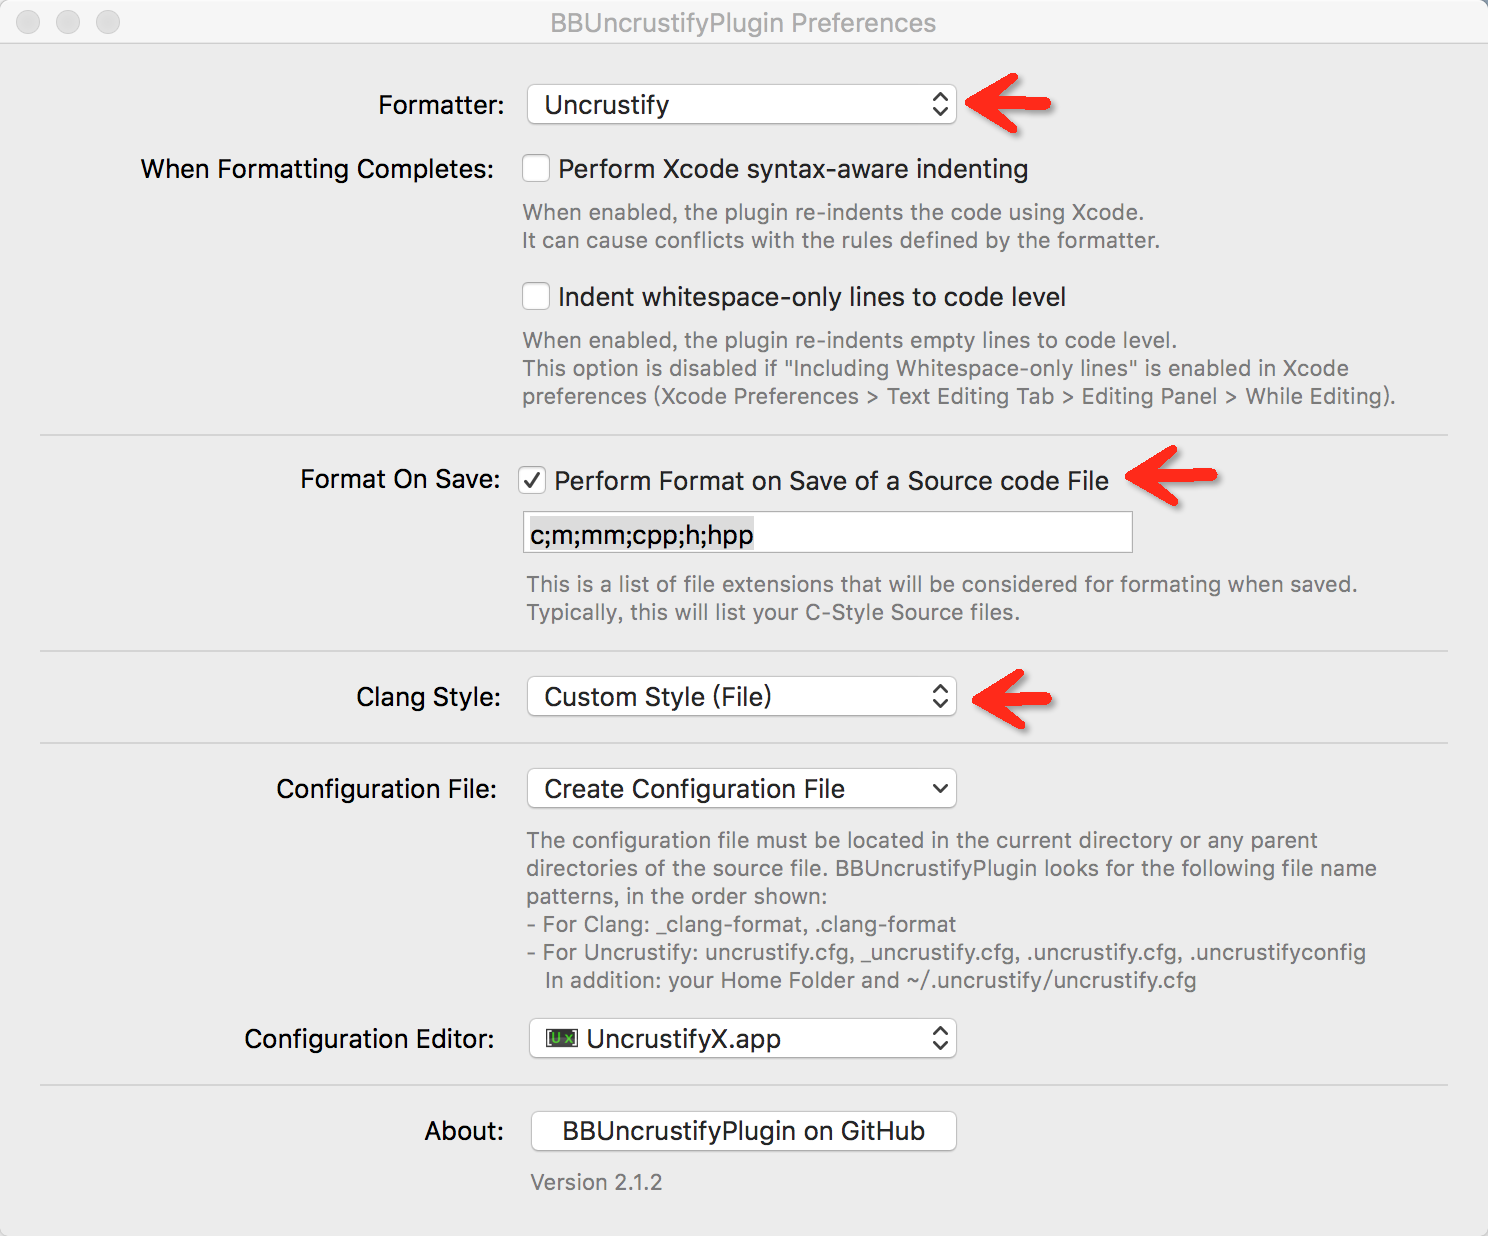 BBUncrustifyPlugin Preferences
Formatter: Uncrustify
When Formatting Completes: Perform Xcode syntax-aware indenting
When enabled, the plugin re-indents the code using Xcode.
It can cause conflicts with the rules defined by the formatter.
Indent whitespace-only lines to code level
When enabled, the plugin re-indents empty lines to code level.
This option is disabled if "Including Whitespace-only lines" is enabled in Xcode
preferences (Xcode Preferences > Text Editing Tab > Editing Panel > While Editing).
Format On Save: Perform Format on Save of a Source code File
c;m;mm;cpp;h;hpp
This is a list of file extensions that will be considered for formating when saved.
Typically, this will list your C-Style Source files.
Clang Style: Custom Style (File)
Configuration File: Create Configuration File
The configuration file must be located in the current directory or any parent
directories of the source file. BBUncrustifyPlugin looks for the following file name
patterns, in the order shown:
- For Clang: _clang-format, .clang-format
- For Uncrustify: uncrustify.cfg, _uncrustify.cfg, .uncrustify.cfg, .uncrustifyconfig
In addition: your Home Folder and ~/.uncrustify/uncrustify.cfg
Configuration Editor: Ux UncrustifyX.app
About: BBUncrustifyPlugin on GitHub
Version 2.1.2